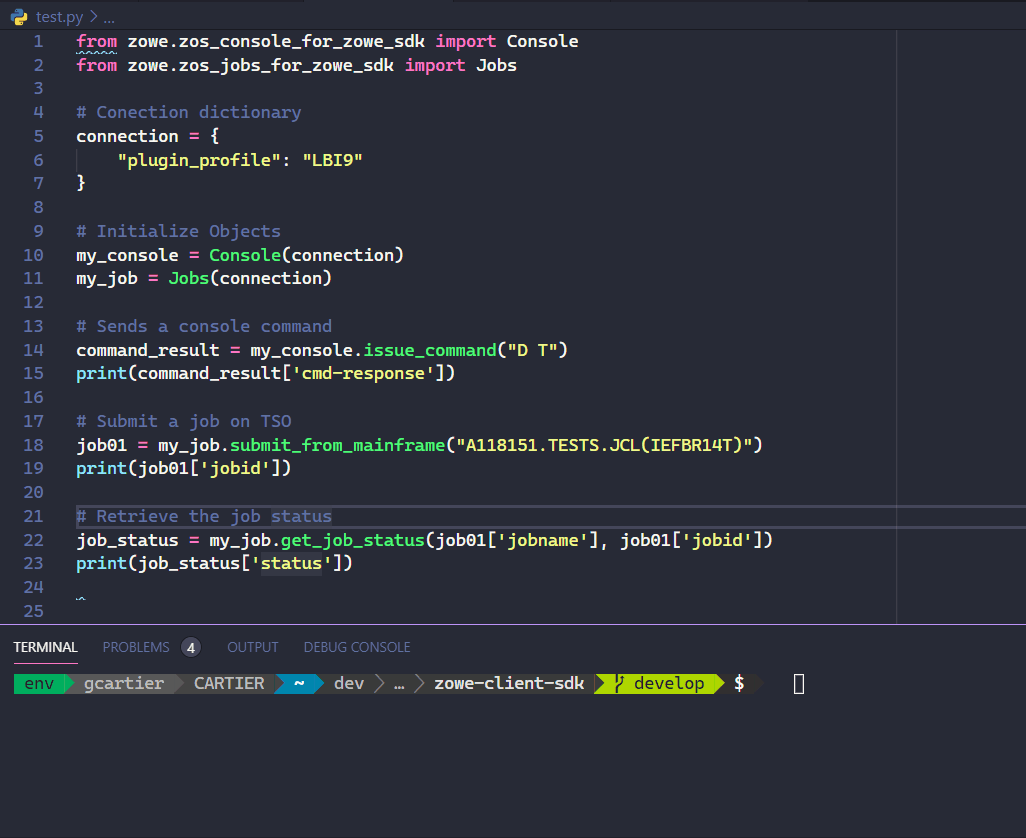 test.py > ...
1 from zowe.zos_console_for_zowe_sdk import Console
2 from zowe.zos_jobs_for_zowe_sdk import Jobs
3
4 # Conection dictionary
5 connection = {
6     "plugin_profile": "LBI9"
7 }
8
9 # Initialize Objects
10 my_console = Console(connection)
11 my_job = Jobs(connection)
12
13 # Sends a console command
14 command_result = my_console.issue_command("D T")
15 print(command_result['cmd-response'])
16
17 # Submit a job on TSO
18 job01 = my_job.submit_from_mainframe("A118151.TESTS.JCL(IEFBR14T)")
19 print(job01['jobid'])
20
21 # Retrieve the job status
22 job_status = my_job.get_job_status(job01['jobname'], job01['jobid'])
23 print(job_status['status'])
24
25
TERMINAL PROBLEMS 4 OUTPUT DEBUG CONSOLE
env gcartier CARTIER ~ dev … zowe-client-sdk develop $